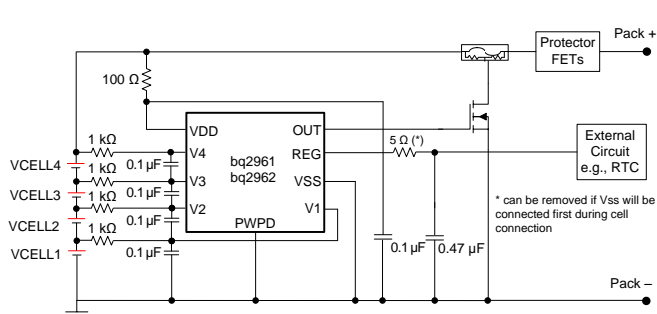 Pack +
Protector
FETs
100 Ω
VDD
OUT
1 kΩ
V4
REG
5 Ω (*)
External
Circuit
e.g., RTC
bq2961
bq2962
VCELL4
0.1 µF
1 kΩ
V3
VSS
VCELL3
0.1 µF
1 kΩ
V2
V1
* can be removed if Vss will be
connected first during cell
connection
VCELL2
0.1 µF
1 kΩ
PWPD
VCELL1
0.1 µF
0.1 µF
0.47 µF
Pack –